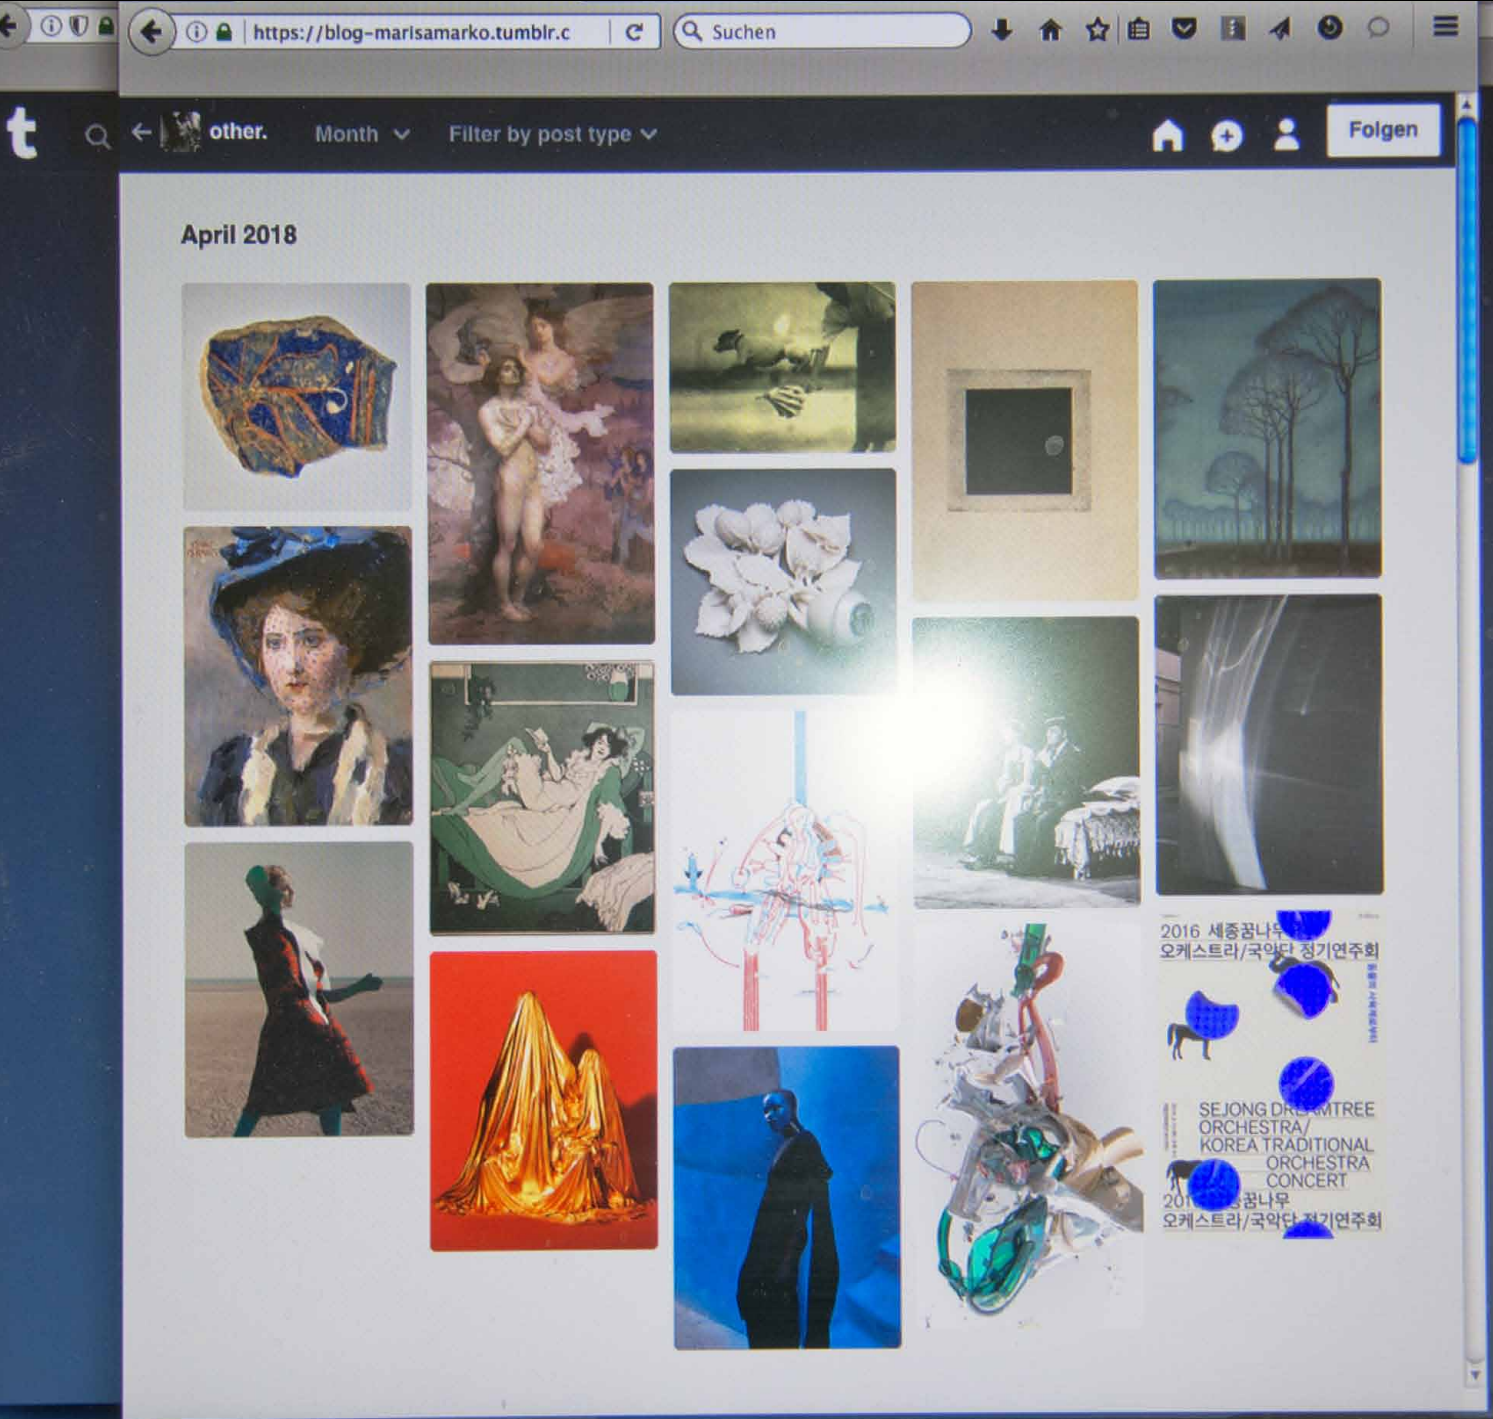 https://blog-marisamarko.tumblr.c
Suchen
t
other.
Month
Filter by post type
Folgen
April 2018
2016 세종꿈나무
오케스트라/국악단 정기연주회
SEJONG DREAMTREE
ORCHESTRA/
KOREA TRADITIONAL
ORCHESTRA
CONCERT
꿈나무
오케스트라/국악단 정기연주회